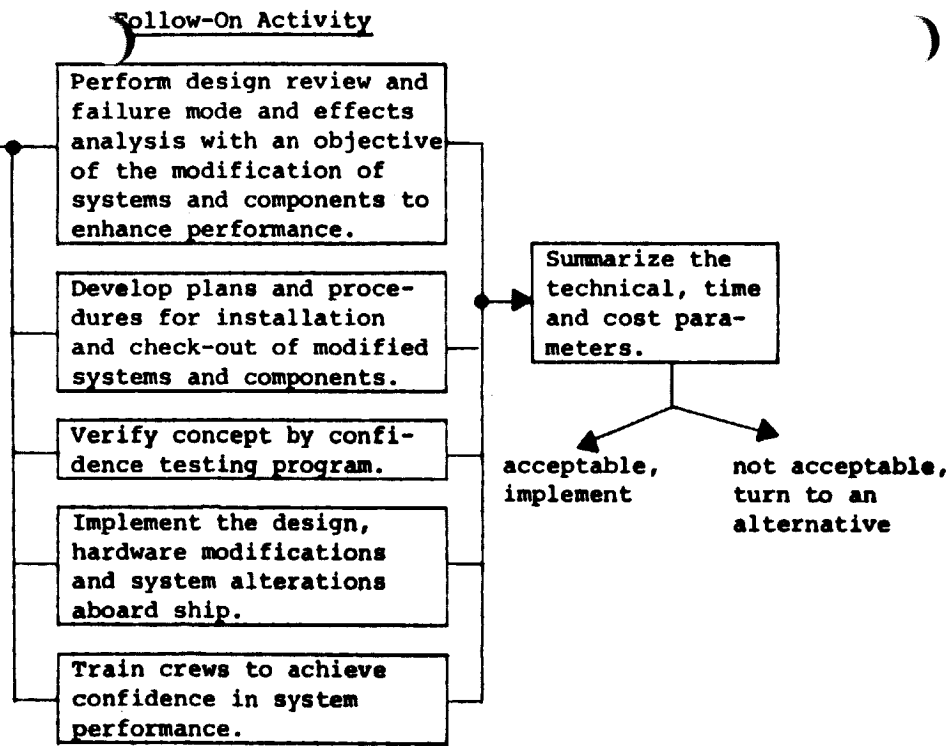 Follow-On Activity
Perform design review and
failure mode and effects
analysis with an objective
of the modification of
systems and components to
enhance performance.
Develop plans and proce-
dures for installation
and check-out of modified
systems and components.
Verify concept by confi-
dence testing program.
Implement the design,
hardware modifications
and system alterations
aboard ship.
Train crews to achieve
confidence in system
performance.
Summarize the
technical, time
and cost para-
meters.
acceptable,
implement
not acceptable,
turn to an
alternative